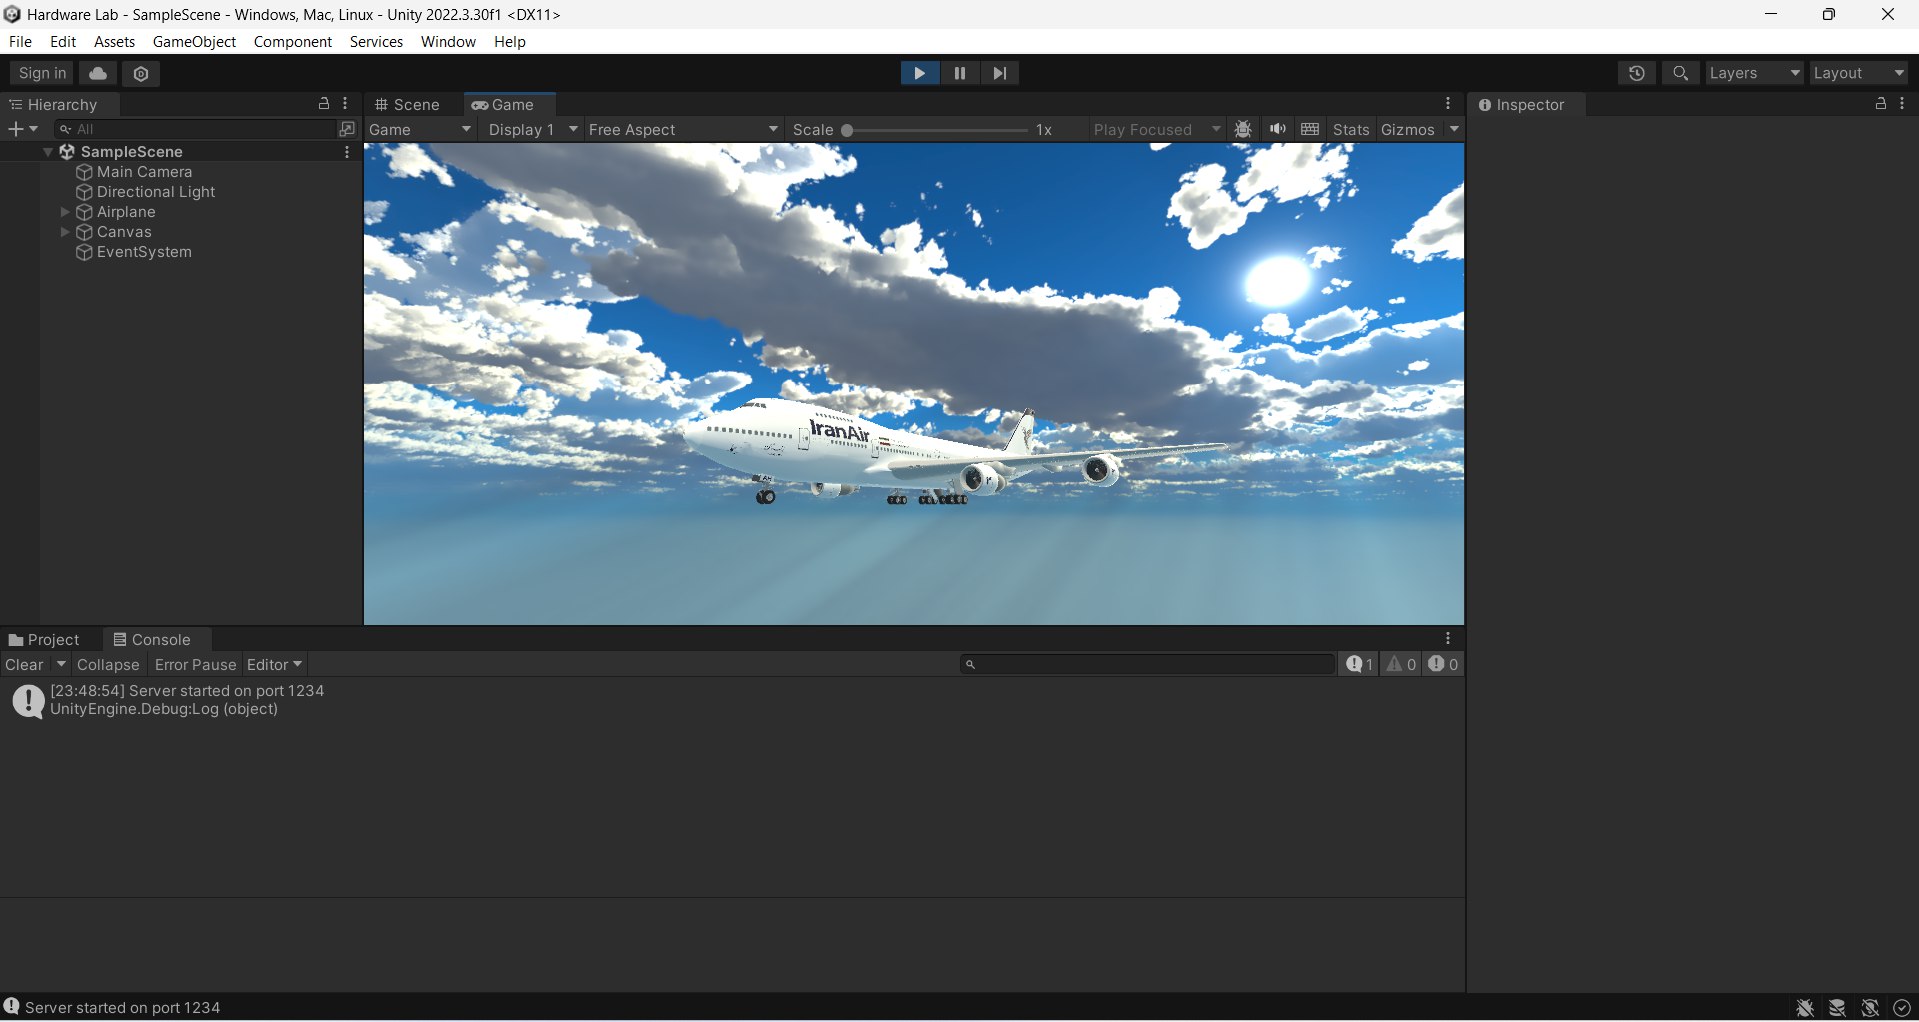 Hardware Lab - SampleScene - Windows, Mac, Linux - Unity 2022.3.30f1 <DX11>
File Edit Assets GameObject Component Services Window Help
Sign in Layers Layout
Hierarchy Scene Game Inspector
All Game Display 1 Free Aspect Scale 1x Play Focused Stats Gizmos
SampleScene
Main Camera
Directional Light
Airplane
Canvas
EventSystem
IranAir
Project Console
Clear Collapse Error Pause Editor 1 0 0
[23:48:54] Server started on port 1234
UnityEngine.Debug:Log (object)
Server started on port 1234